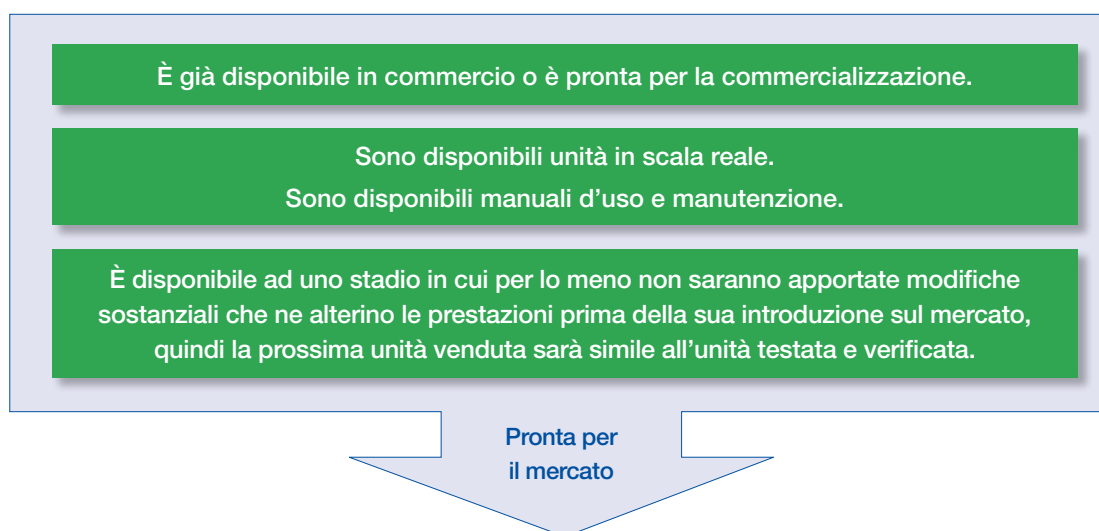 È già disponibile in commercio o è pronta per la commercializzazione.
Sono disponibili unità in scala reale.
Sono disponibili manuali d’uso e manutenzione.
È disponibile ad uno stadio in cui per lo meno non saranno apportate modifiche
sostanziali che ne alterino le prestazioni prima della sua introduzione sul mercato,
quindi la prossima unità venduta sarà simile all’unità testata e verificata.
Pronta per
il mercato